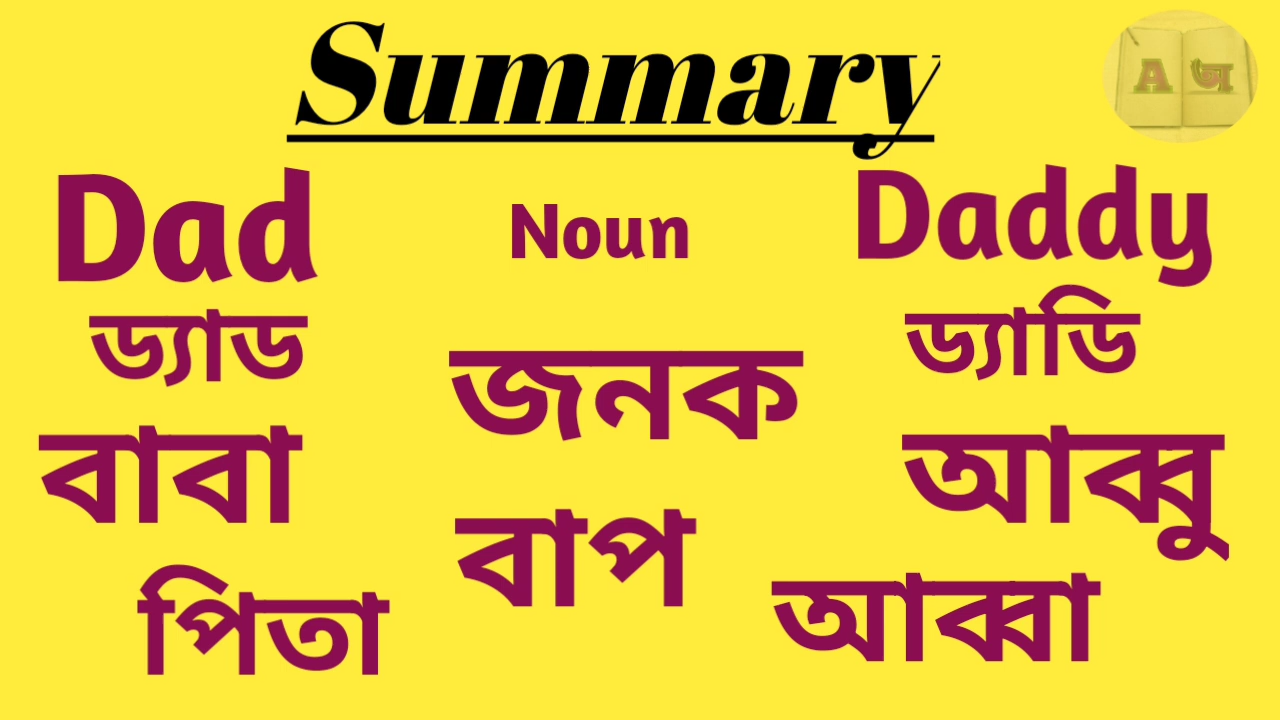 Summary
A অ
Dad
Noun
Daddy
ড্যাড
জনক
ড্যাডি
বাবা
বাপ
আব্বু
পিতা
আব্বা